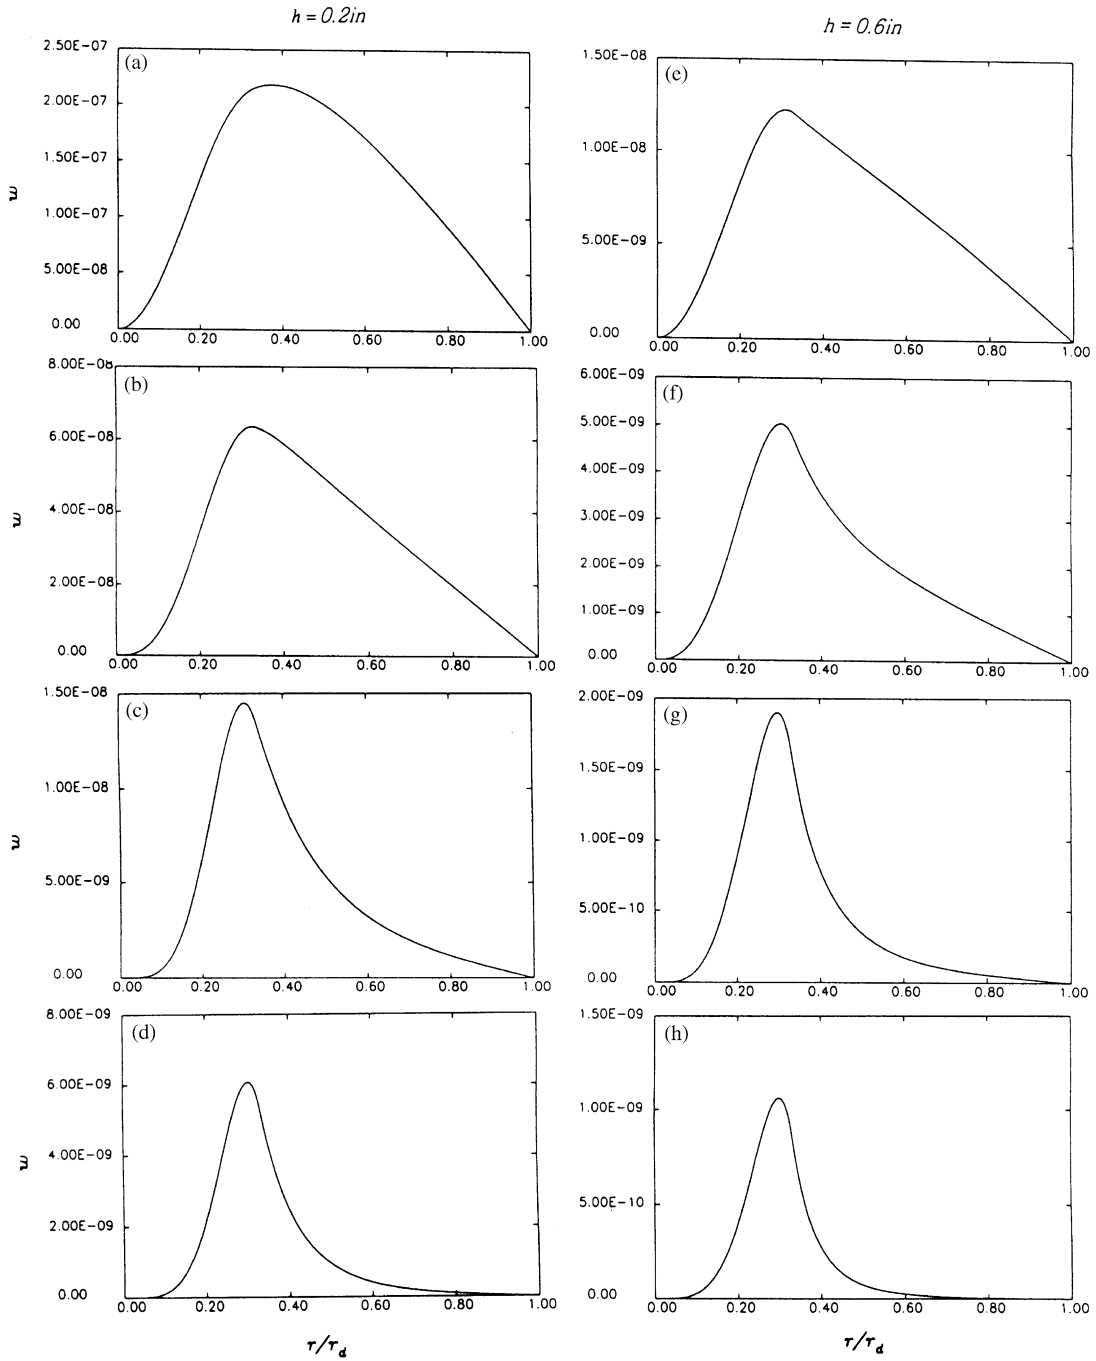 h = 0.2in
2.50E-07
2.00E-07
1.50E-07
1.00E-07
5.00E-08
0.00
(a)
w
0.00 0.20 0.40 0.60 0.80 1.00
8.00E-08
6.00E-08
4.00E-08
2.00E-08
0.00
(b)
w
0.00 0.20 0.40 0.60 0.80 1.00
1.50E-08
1.00E-08
5.00E-09
0.00
(c)
w
0.00 0.20 0.40 0.60 0.80 1.00
8.00E-09
6.00E-09
4.00E-09
2.00E-09
0.00
(d)
w
0.00 0.20 0.40 0.60 0.80 1.00
τ/τd
h = 0.6in
1.50E-08
1.00E-08
5.00E-09
0.00
(e)
0.00 0.20 0.40 0.60 0.80 1.00
6.00E-09
5.00E-09
4.00E-09
3.00E-09
2.00E-09
1.00E-09
0.00
(f)
0.00 0.20 0.40 0.60 0.80 1.00
2.00E-09
1.50E-09
1.00E-09
5.00E-10
0.00
(g)
0.00 0.20 0.40 0.60 0.80 1.00
1.50E-09
1.00E-09
5.00E-10
0.00
(h)
0.00 0.20 0.40 0.60 0.80 1.00
τ/τd